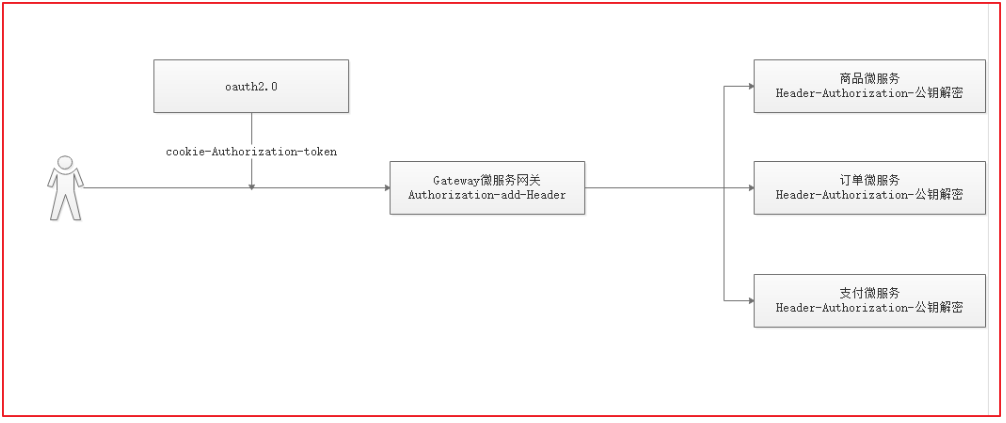 oauth2.0
cookie-Authorization-token
Gateway微服务网关
Authorization-add-Header
商品微服务
Header-Authorization-公钥解密
订单微服务
Header-Authorization-公钥解密
支付微服务
Header-Authorization-公钥解密